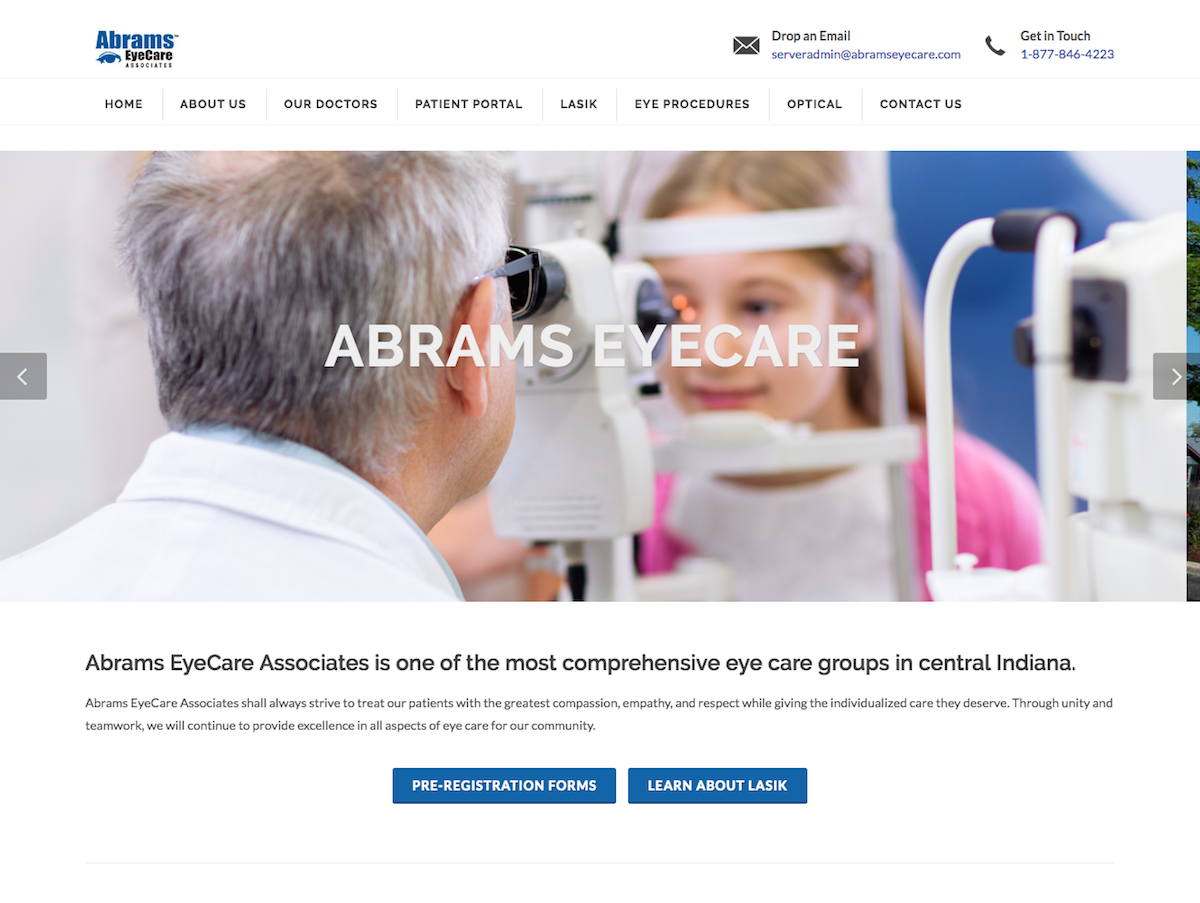 Abrams™
EyeCare
ASSOCIATES
Drop an Email
serveradmin@abramseyecare.com
Get in Touch
1-877-846-4223
HOME
ABOUT US
OUR DOCTORS
PATIENT PORTAL
LASIK
EYE PROCEDURES
OPTICAL
CONTACT US
ABRAMS EYECARE
Abrams EyeCare Associates is one of the most comprehensive eye care groups in central Indiana.
Abrams EyeCare Associates shall always strive to treat our patients with the greatest compassion, empathy, and respect while giving the individualized care they deserve. Through unity and
teamwork, we will continue to provide excellence in all aspects of eye care for our community.
PRE-REGISTRATION FORMS
LEARN ABOUT LASIK